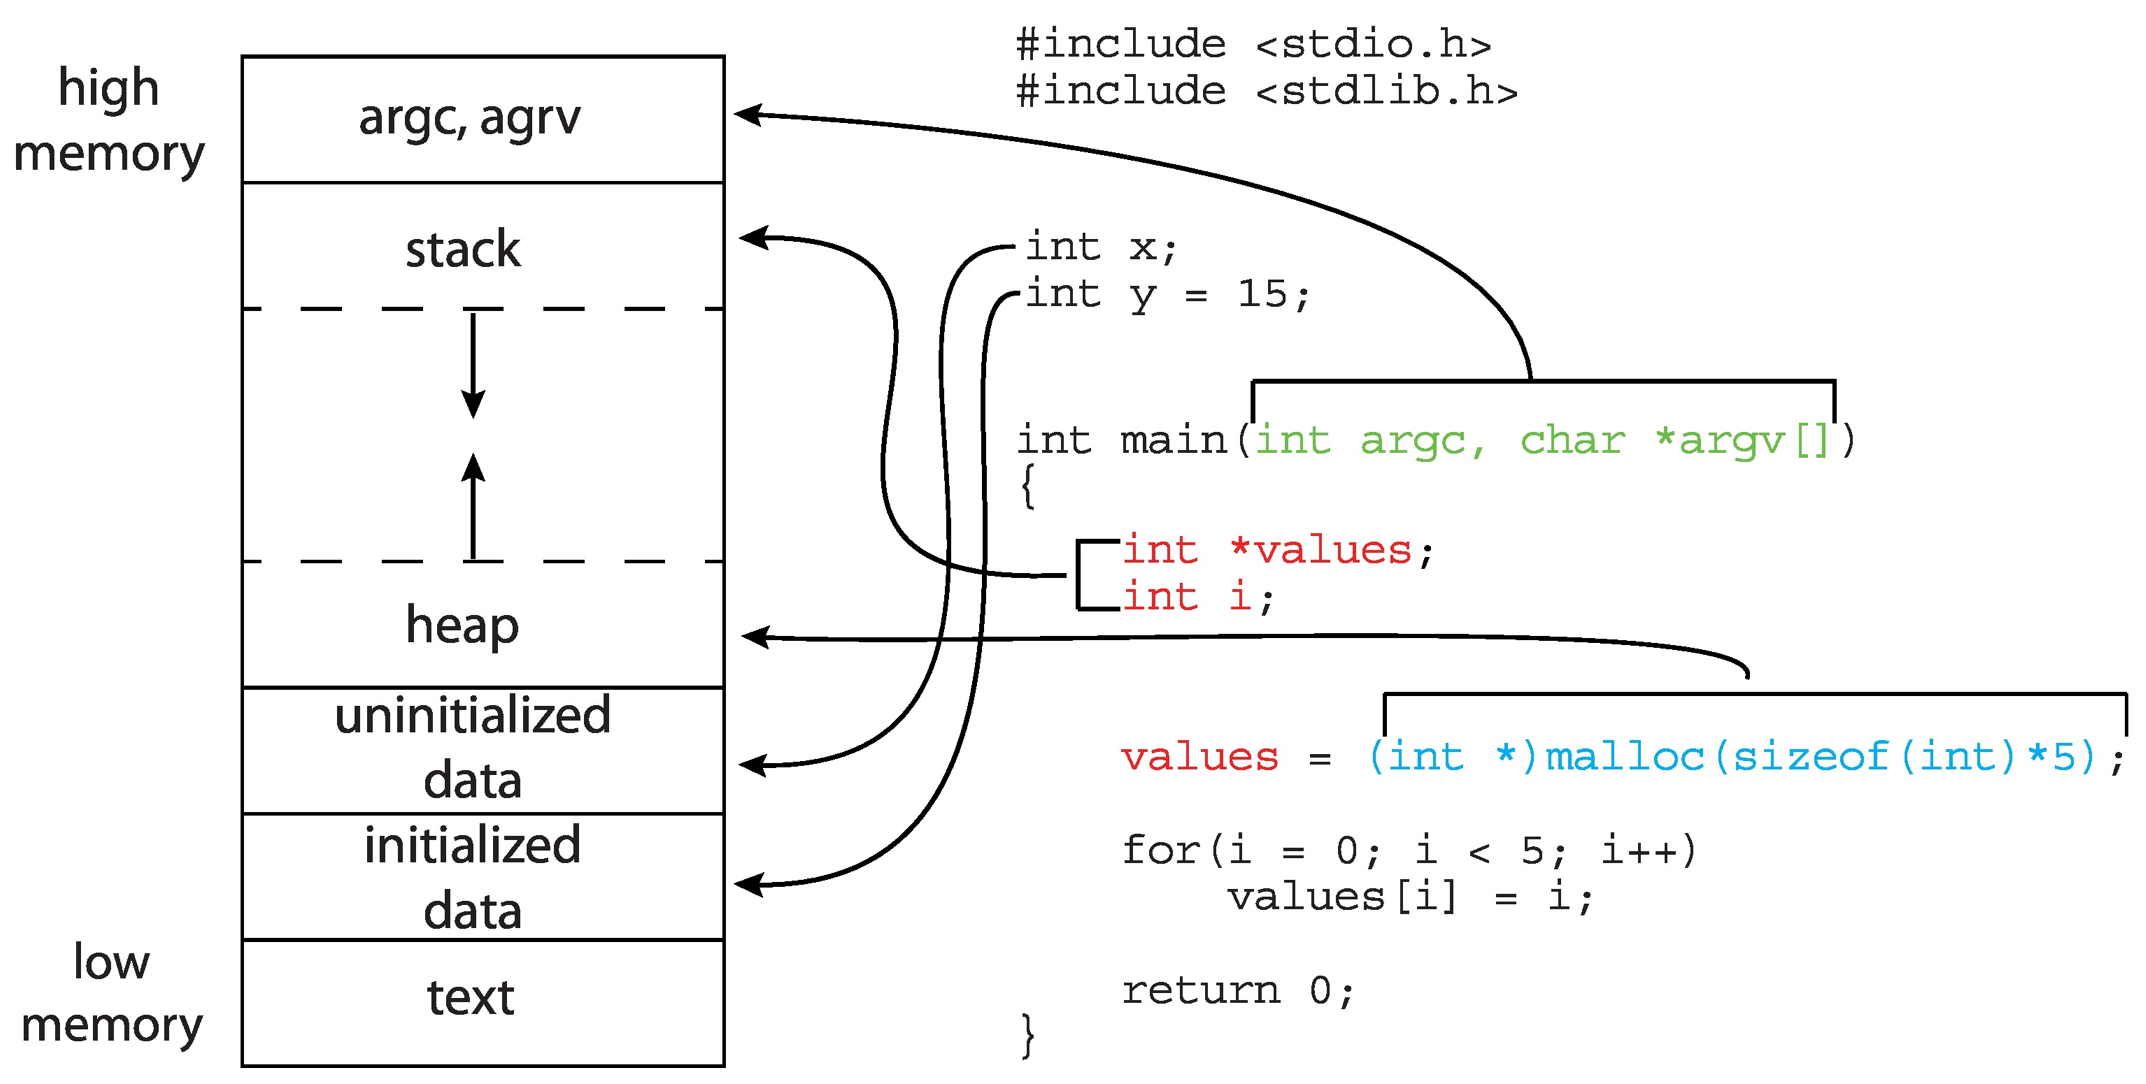 high
memory
argc, agrv
stack
heap
uninitialized
data
initialized
data
text
low
memory
#include <stdio.h>
#include <stdlib.h>
int x;
int y = 15;
int main(int argc, char *argv[])
{
int *values;
int i;
values = (int *)malloc(sizeof(int)*5);
for(i = 0; i < 5; i++)
values[i] = i;
return 0;
}